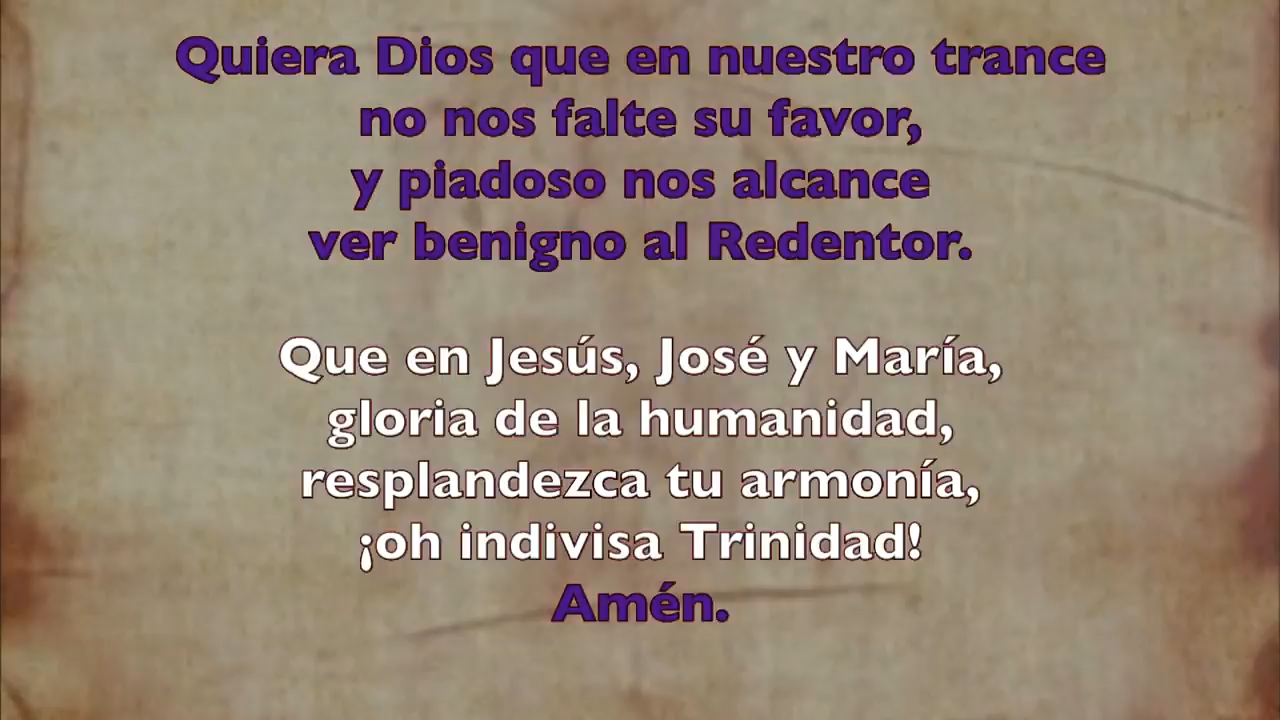 Quiera Dios que en nuestro trance
no nos falte su favor,
y piadoso nos alcance
ver benigno al Redentor.
Que en Jesús, José y María,
gloria de la humanidad,
resplandezca tu armonía,
¡oh indivisa Trinidad!
Amén.